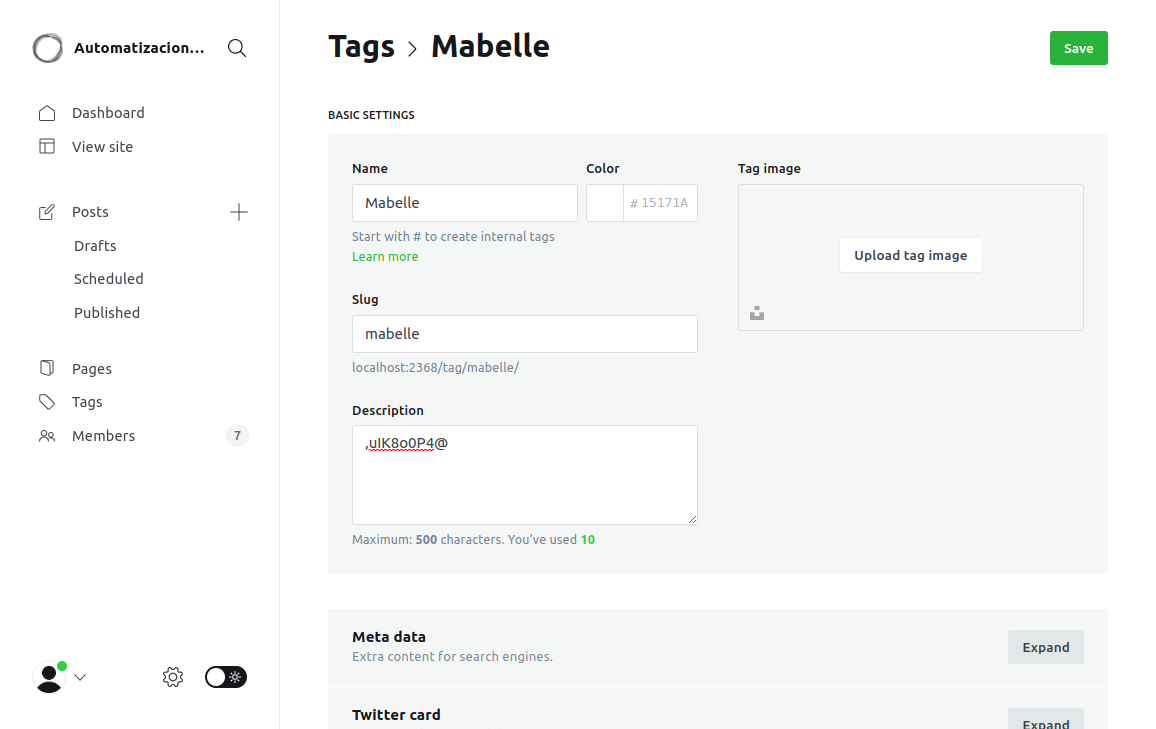 Automatizacion...
Dashboard
View site
Posts
Drafts
Scheduled
Published
Pages
Tags
Members 7
Tags > Mabelle
Save
BASIC SETTINGS
Name
Mabelle
Start with # to create internal tags
Learn more
Color
# 15171A
Slug
mabelle
localhost:2368/tag/mabelle/
Description
,uIK8o0P4@
Maximum: 500 characters. You’ve used 10
Tag image
Upload tag image
Meta data
Extra content for search engines.
Expand
Twitter card
Expand